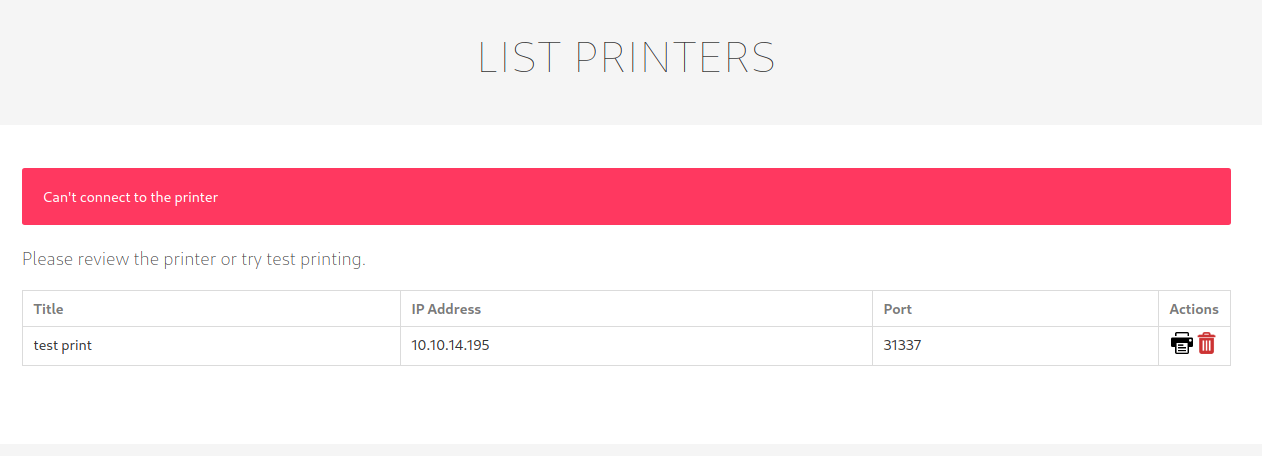 LIST PRINTERS
Can't connect to the printer
Please review the printer or try test printing.
Title IP Address Port Actions
test print 10.10.14.195 31337